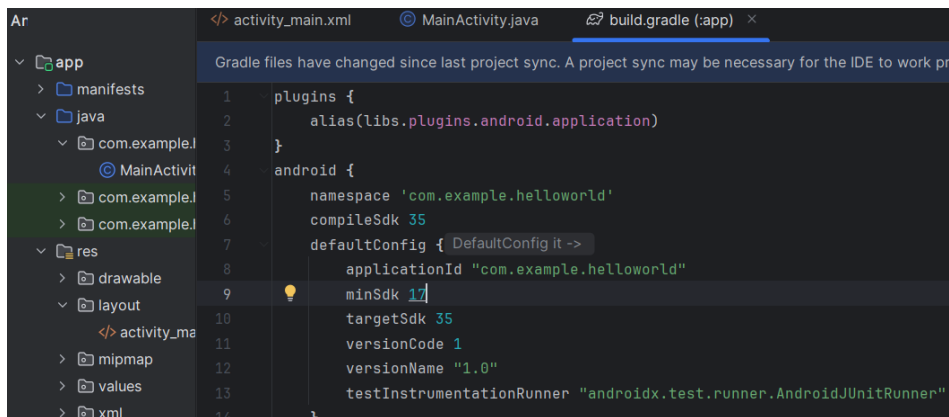 Ar
activity_main.xml
MainActivity.java
build.gradle (:app)
Gradle files have changed since last project sync. A project sync may be necessary for the IDE to work pr
app
manifests
java
com.example.h
MainActivit
com.example.h
com.example.h
res
drawable
layout
activity_ma
mipmap
values
xml
1 plugins {
2 alias(libs.plugins.android.application)
3 }
4 android {
5 namespace 'com.example.helloworld'
6 compileSdk 35
7 defaultConfig { DefaultConfig it ->
8 applicationId "com.example.helloworld"
9 minSdk 17
10 targetSdk 35
11 versionCode 1
12 versionName "1.0"
13 testInstrumentationRunner "androidx.test.runner.AndroidJUnitRunner"
14 }